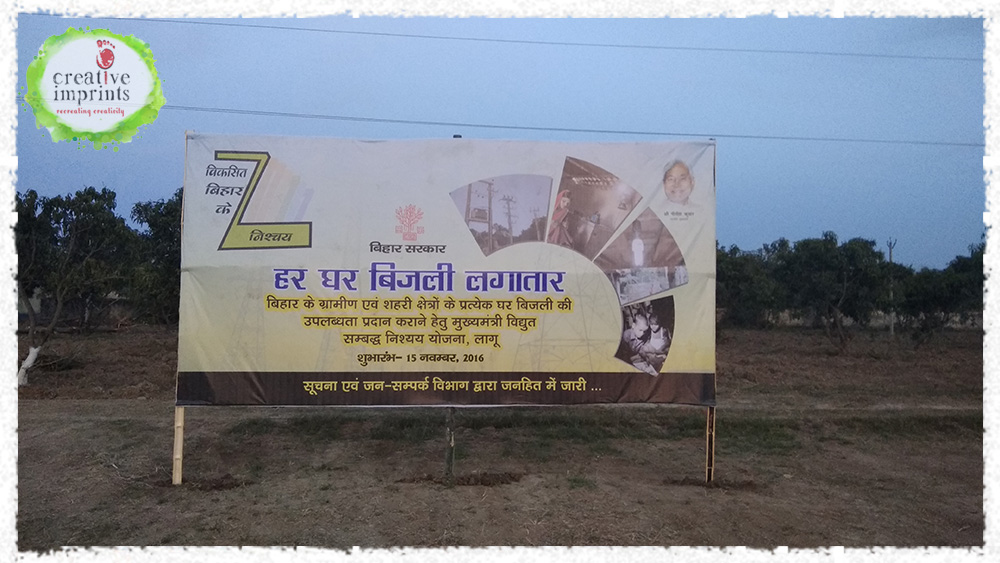 creative
imprints
recreating creativity
विकसित
बिहार
के
7
निश्चय
बिहार सरकार
हर घर बिजली लगातार
बिहार के ग्रामीण एवं शहरी क्षेत्रों के प्रत्येक घर बिजली की
उपलब्धता प्रदान कराने हेतु मुख्यमंत्री विद्युत
सम्बद्ध निश्यय योजना, लागू
शुभारंभ- 15 नवम्बर, 2016
सूचना एवं जन-सम्पर्क विभाग द्वारा जनहित में जारी ...
श्री नीतीश कुमार